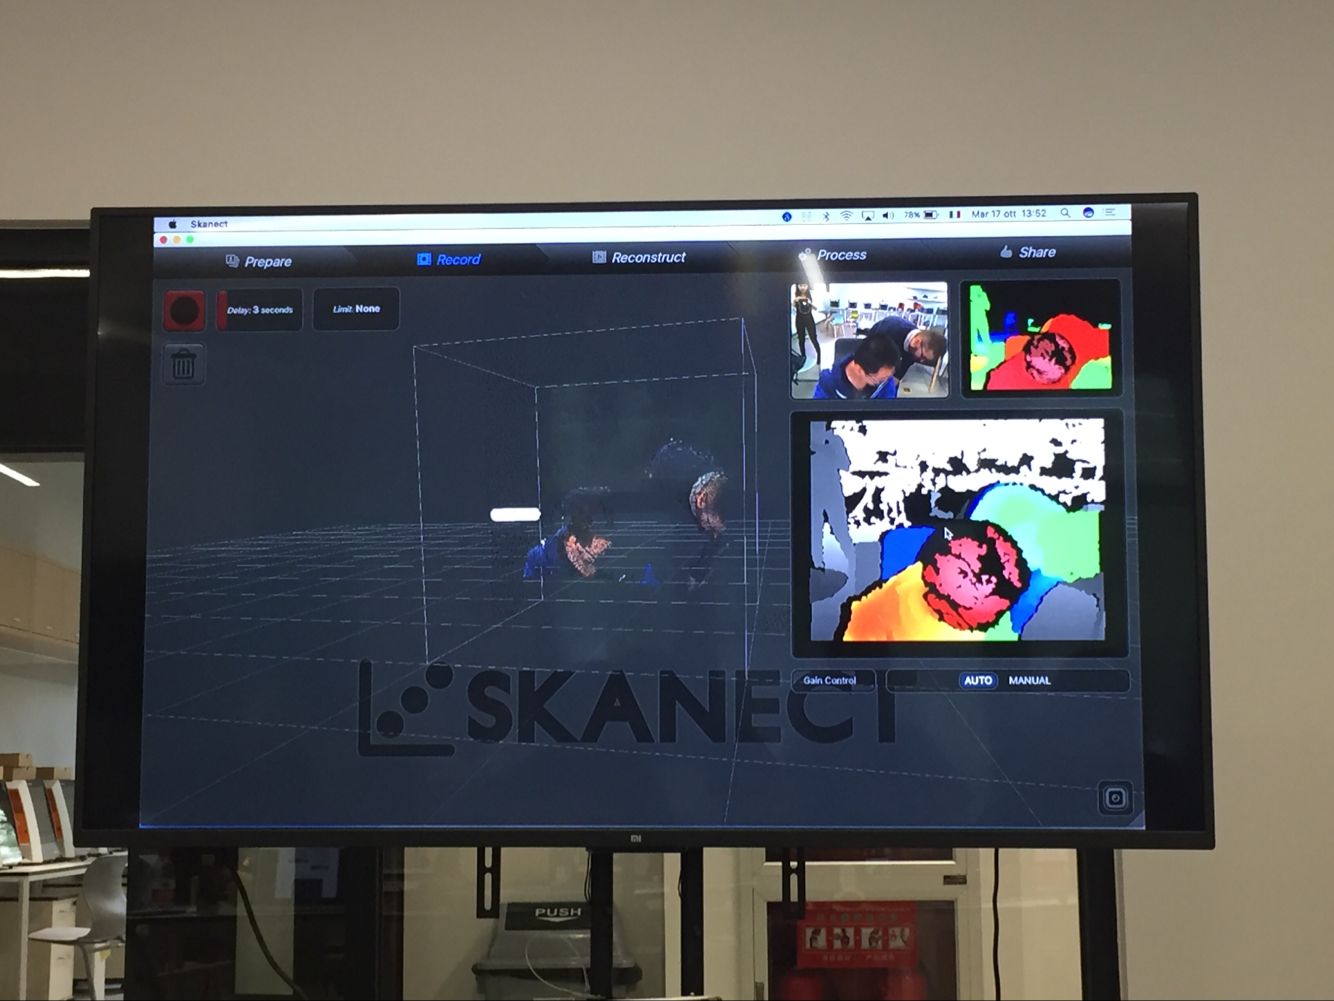 Skanect
78%
Mar 17 ott 13:52
Prepare
Record
Reconstruct
Process
Share
Delay: 3 seconds
Limit: None
Gain Control
AUTO
MANUAL
SKANECT
mi
PUSH